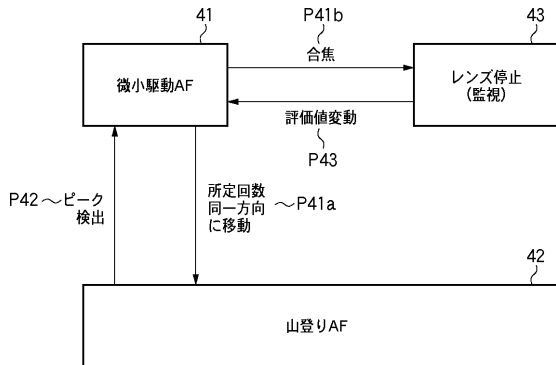 41
P41b
43
微小駆動AF
合焦
レンズ停止
(監視)
評価値変動
P43
P42
ピーク
検出
所定回数
同一方向
に移動
P41a
42
山登りAF